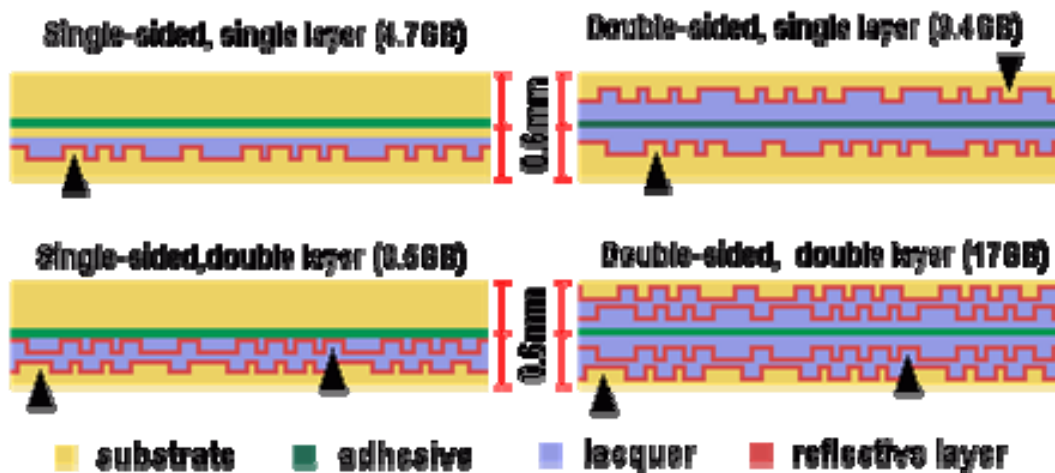 Single-sided, single layer (4.7GB)
Double-sided, single layer (9.4GB)
0.6mm
Single-sided,double layer (8.5GB)
Double-sided, double layer (17GB)
0.6mm
substrate
adhesive
lacquer
reflective layer